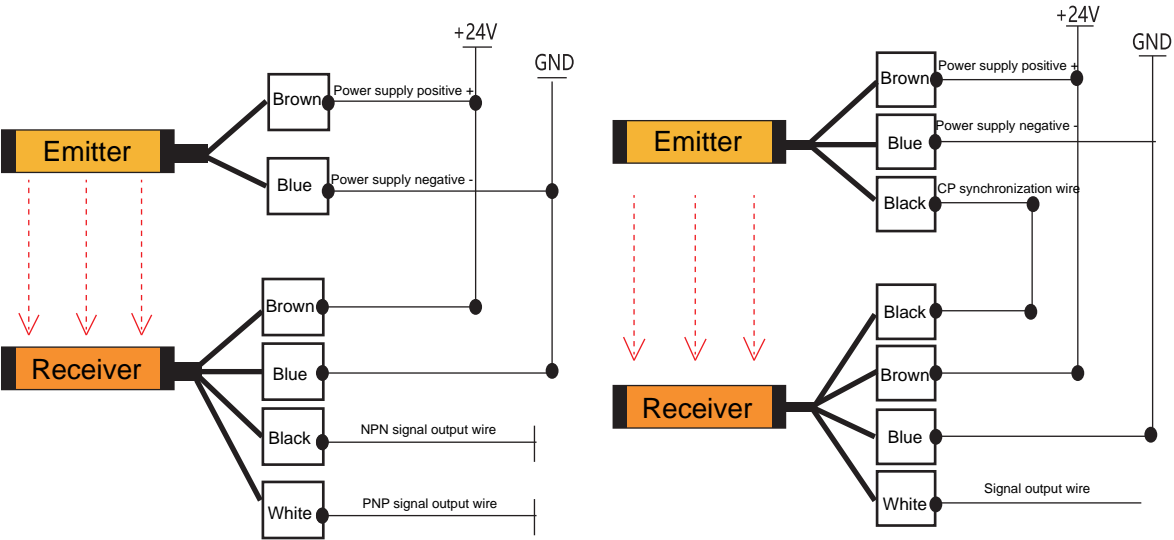 +24V
GND
Brown
Power supply positive +
Emitter
Blue
Power supply negative -
Brown
Receiver
Blue
Black
NPN signal output wire
White
PNP signal output wire
+24V
GND
Brown
Power supply positive +
Emitter
Blue
Power supply negative -
Black
CP synchronization wire
Black
Brown
Receiver
Blue
White
Signal output wire